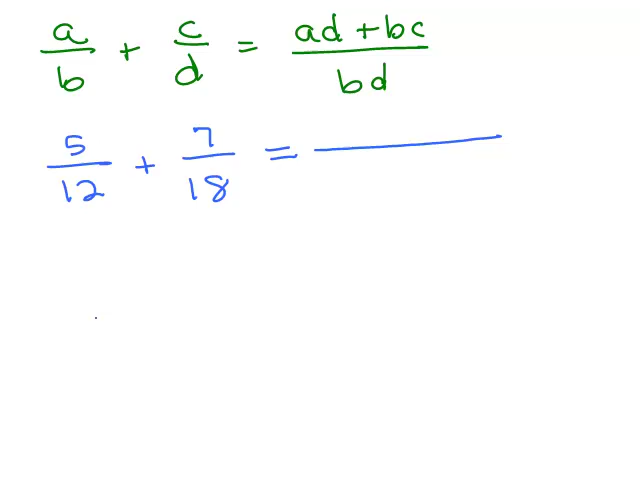 a/b + c/d = ad + bc/bd
5/12 + 7/18 =